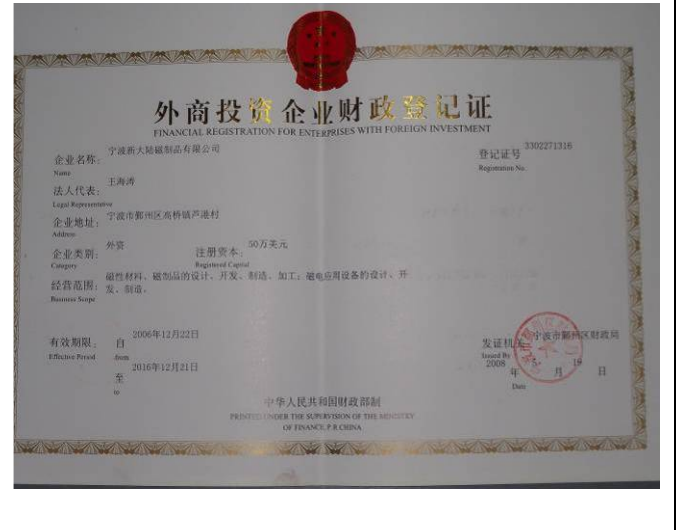 外商投资企业财政登记证
FINANCIAL REGISTRATION FOR ENTERPRISES WITH FOREIGN INVESTMENT
企业名称: 宁波新大陆磁制品有限公司
Name
登记证号 3302271316
Registration No.
法人代表: 王海涛
Legal Representative
企业地址: 宁波市鄞州区高桥镇芦港村
Address
企业类别: 外资 注册资本: 50万美元
Category Registered Capital
经营范围: 磁性材料、磁制品的设计、开发、制造、加工;磁电应用设备的设计、开
发、制造。
Business Scope
有效期限: 自 2006年12月22日
Effective Period from
至 2016年12月21日
to
发证机关 宁波市鄞州区财政局
Issued By
2008 年 月 日
Date
中华人民共和国财政部制
PRINTED UNDER THE SUPERVISION OF THE MINISTRY
OF FINANCE, P.R.CHINA